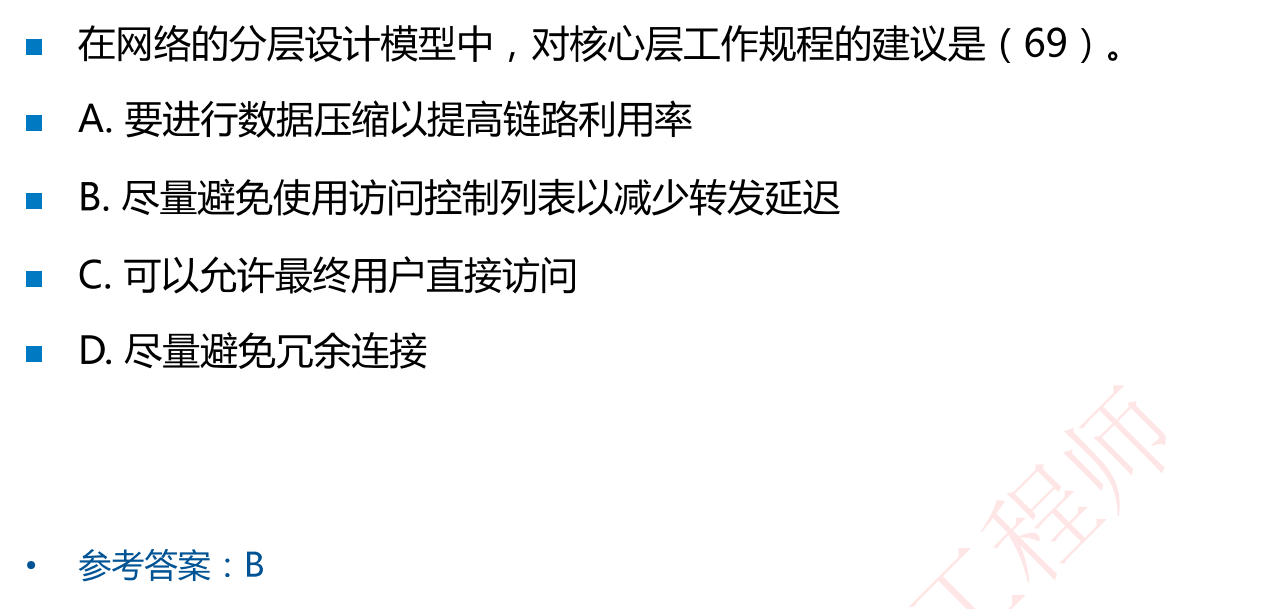 在网络的分层设计模型中，对核心层工作规程的建议是（69）。
A. 要进行数据压缩以提高链路利用率
B. 尽量避免使用访问控制列表以减少转发延迟
C. 可以允许最终用户直接访问
D. 尽量避免冗余连接
工程师
参考答案：B